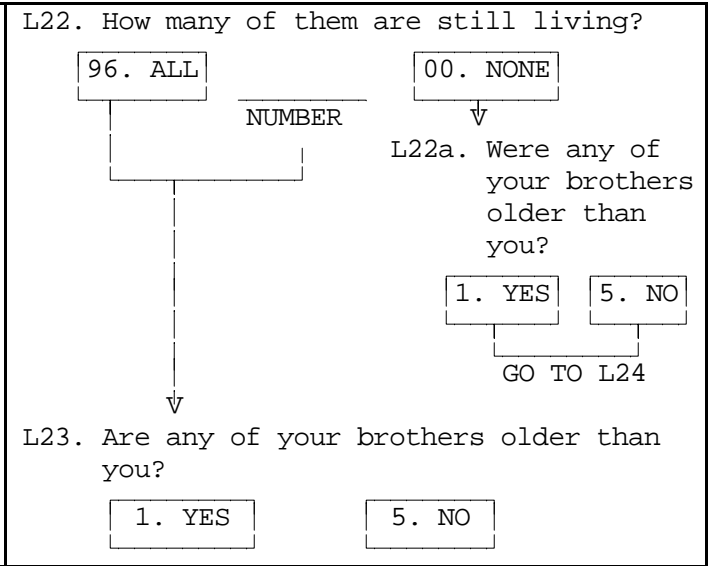 L22. How many of them are still living?
96. ALL 00. NONE
NUMBER
L22a. Were any of
your brothers
older than
you?
1. YES 5. NO
GO TO L24
L23. Are any of your brothers older than
you?
1. YES 5. NO